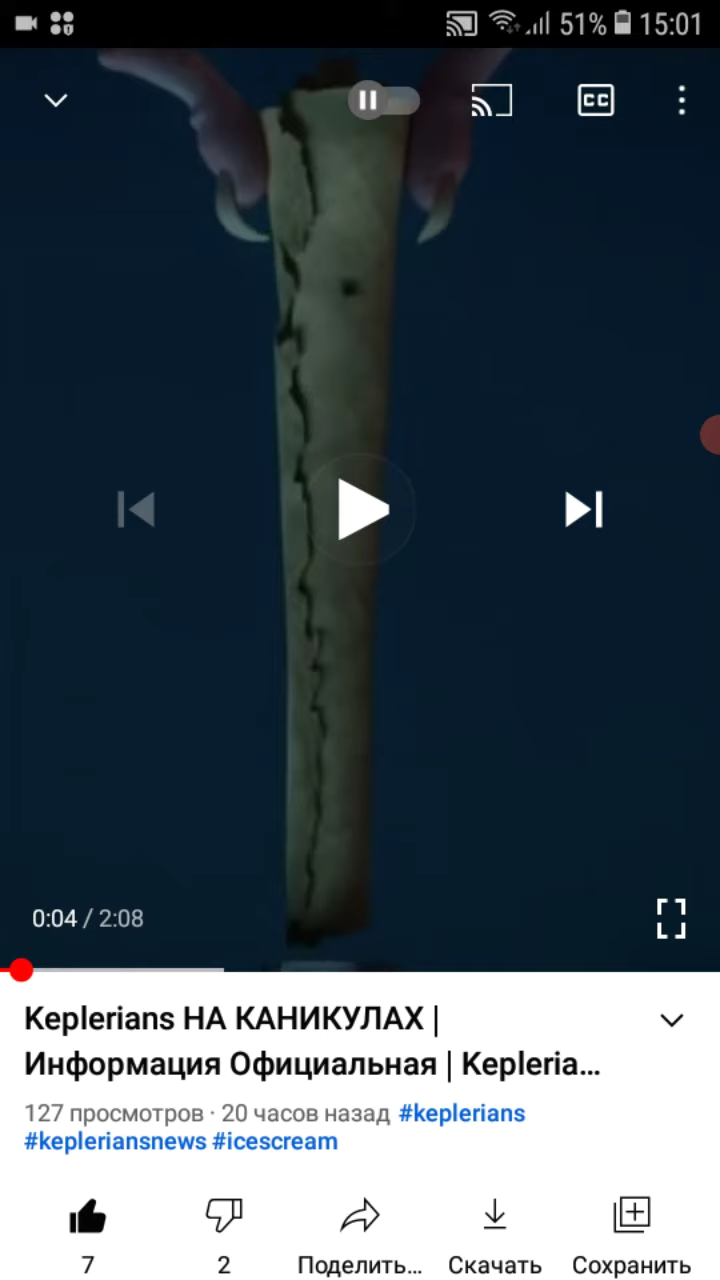 51% 15:01
CC
0:04 / 2:08
Keplerians НА КАНИКУЛАХ |
Информация Официальная | Kepleria...
127 просмотров · 20 часов назад #keplerians
#kepleriansnews #icescream
7 2 Поделить... Скачать Сохранить